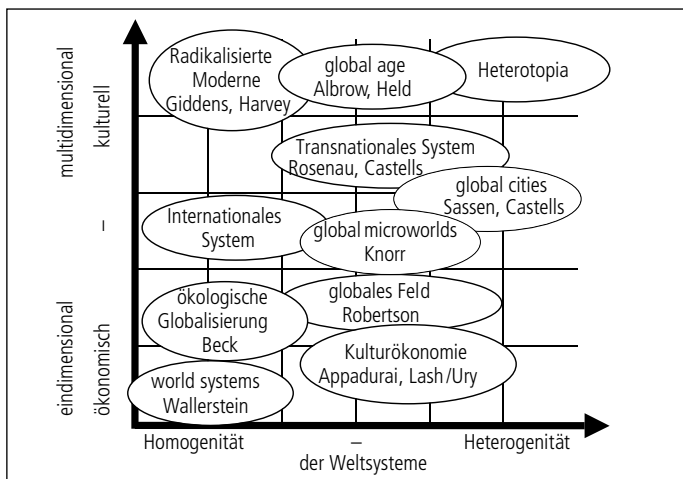 multidimensional
kulturell
–
eindimensional
ökonomisch
Radikalisierte
Moderne
Giddens, Harvey
global age
Albrow, Held
Heterotopia
Transnationales System
Rosenau, Castells
global cities
Sassen, Castells
Internationales
System
global microworlds
Knorr
ökologische
Globalisierung
Beck
globales Feld
Robertson
Kulturökonomie
Appadurai, Lash/Ury
world systems
Wallerstein
Homogenität – Heterogenität
der Weltsysteme